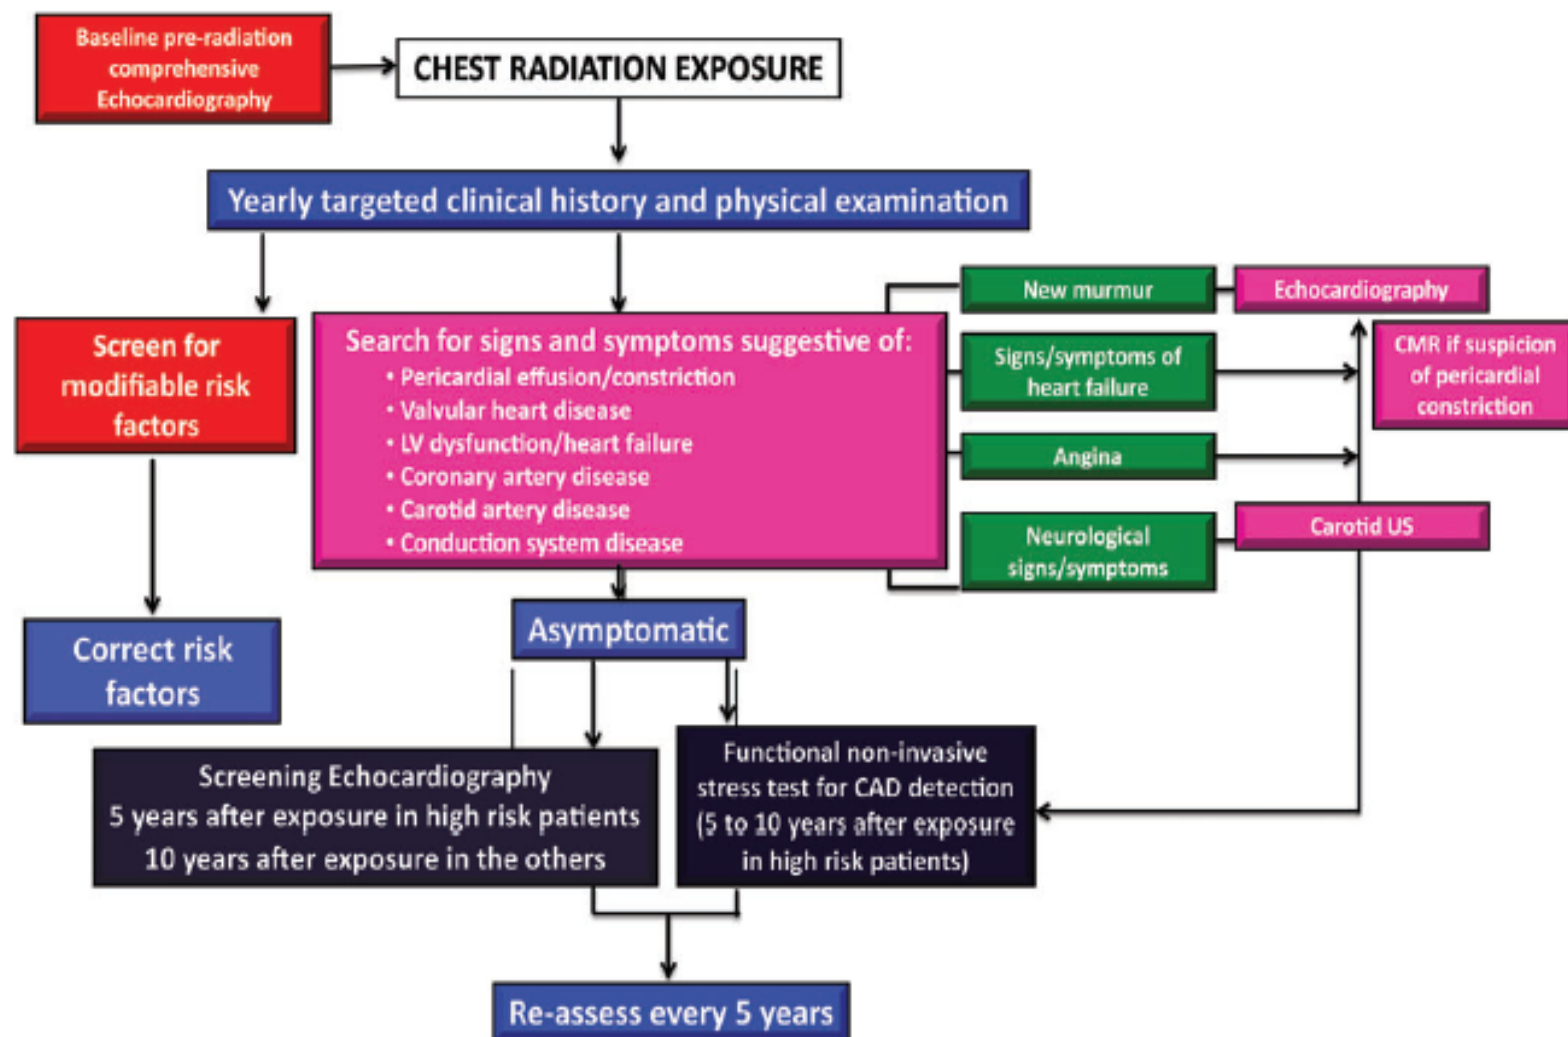 Baseline pre-radiation
comprehensive
Echocardiography
CHEST RADIATION EXPOSURE
Yearly targeted clinical history and physical examination
Screen for
modifiable risk
factors
Correct risk
factors
Search for signs and symptoms suggestive of:
• Pericardial effusion/constriction
• Valvular heart disease
• LV dysfunction/heart failure
• Coronary artery disease
• Carotid artery disease
• Conduction system disease
New murmur
Echocardiography
Signs/symptoms of
heart failure
CMR if suspicion
of pericardial
constriction
Angina
Neurological
signs/symptoms
Carotid US
Asymptomatic
Screening Echocardiography
5 years after exposure in high risk patients
10 years after exposure in the others
Functional non-invasive
stress test for CAD detection
(5 to 10 years after exposure
in high risk patients)
Re-assess every 5 years